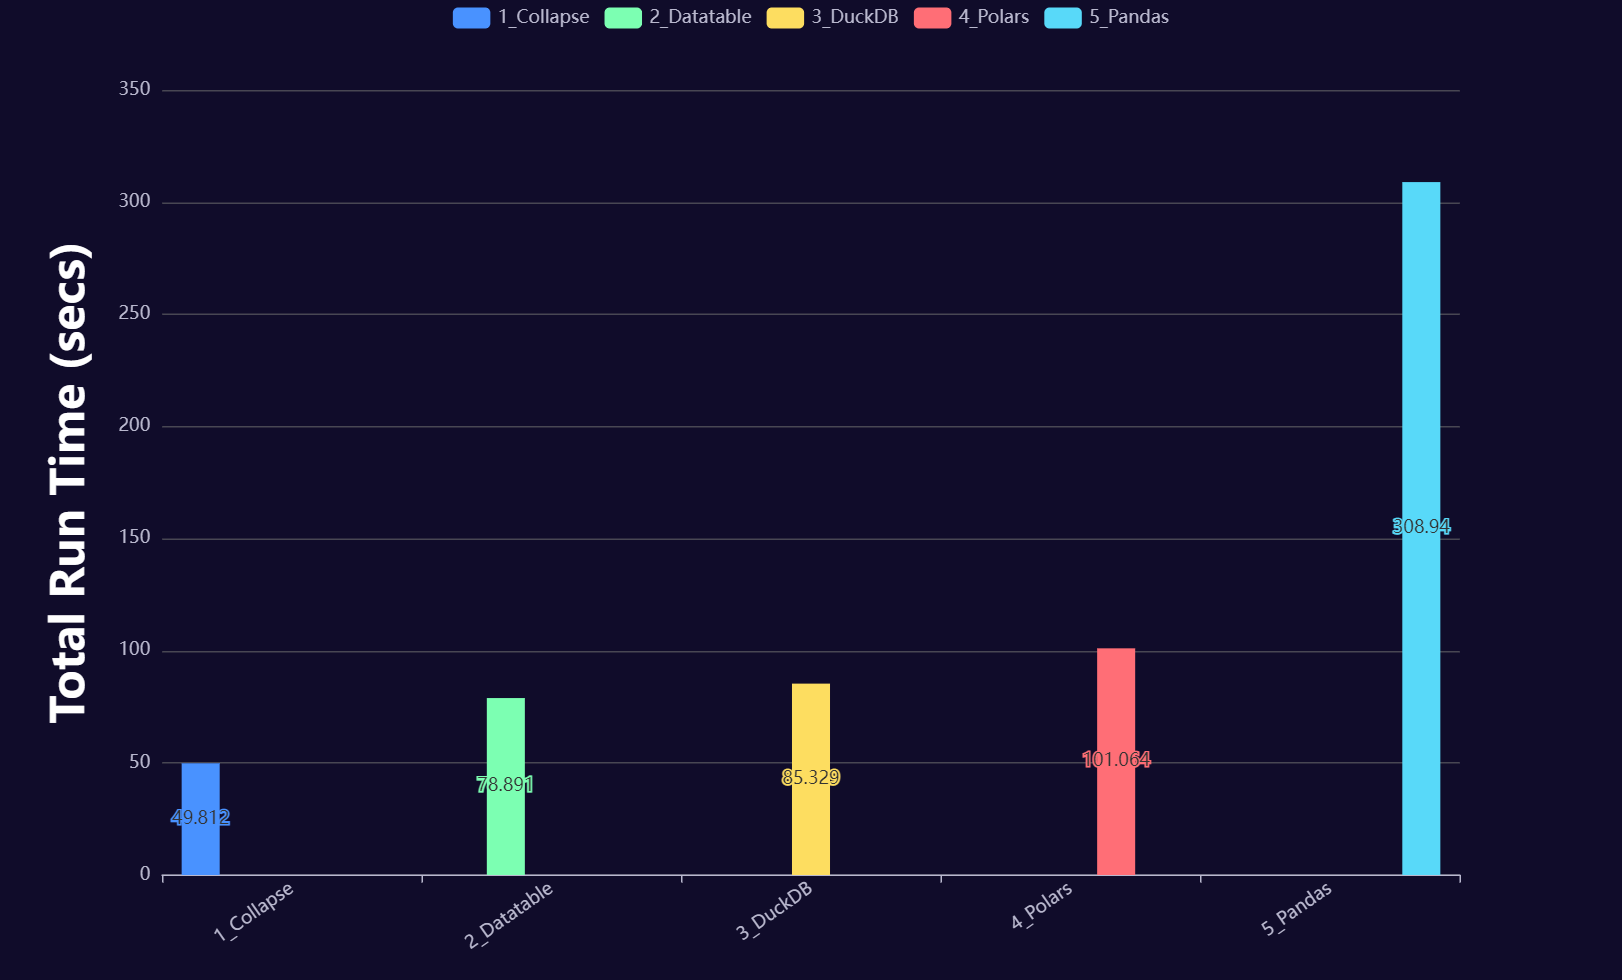 1_Collapse 2_Datatable 3_DuckDB 4_Polars 5_Pandas
Total Run Time (secs)
350
300
250
200
150
100
50
0
49.812
78.891
85.329
101.064
308.94
1_Collapse
2_Datatable
3_DuckDB
4_Polars
5_Pandas